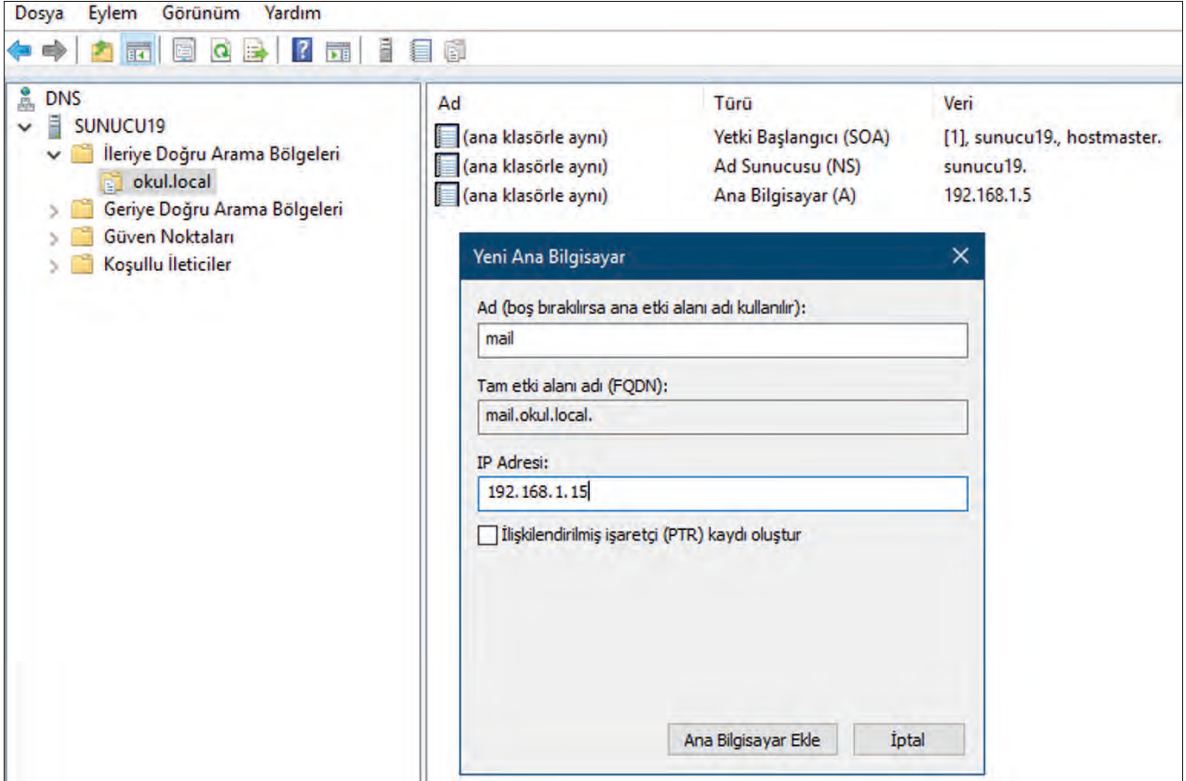 Dosya Eylem Görünüm Yardım
DNS
SUNUCU19
İleriye Doğru Arama Bölgeleri
okul.local
Geriye Doğru Arama Bölgeleri
Güven Noktaları
Koşullu İleticiler
Ad Türü Veri
(ana klasörle aynı) Yetki Başlangıcı (SOA) [1], sunucu19., hostmaster.
(ana klasörle aynı) Ad Sunucusu (NS) sunucu19.
(ana klasörle aynı) Ana Bilgisayar (A) 192.168.1.5
Yeni Ana Bilgisayar
Ad (boş bırakılırsa ana etki alanı adı kullanılır):
mail
Tam etki alanı adı (FQDN):
mail.okul.local.
IP Adresi:
192.168.1.15
İlişkilendirilmiş işaretçi (PTR) kaydı oluştur
Ana Bilgisayar Ekle İptal